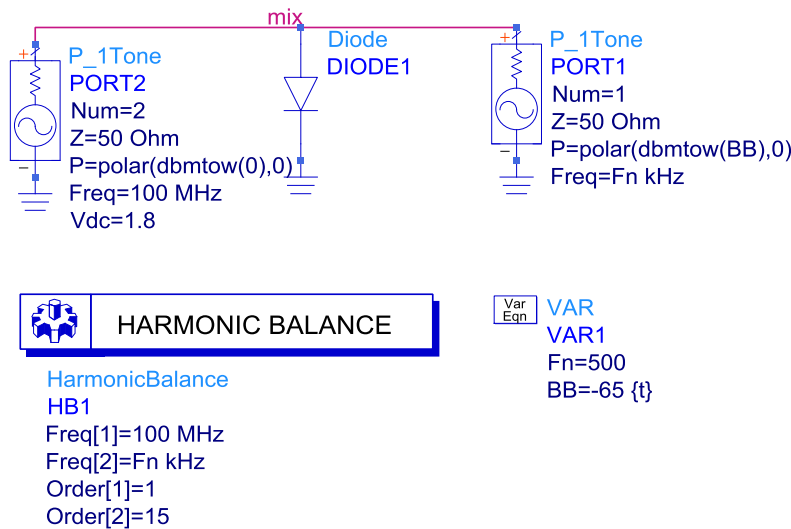 mix
P_1Tone
PORT2
Num=2
Z=50 Ohm
P=polar(dbmtow(0),0)
Freq=100 MHz
Vdc=1.8
Diode
DIODE1
P_1Tone
PORT1
Num=1
Z=50 Ohm
P=polar(dbmtow(BB),0)
Freq=Fn kHz
HARMONIC BALANCE
HarmonicBalance
HB1
Freq[1]=100 MHz
Freq[2]=Fn kHz
Order[1]=1
Order[2]=15
Var
Eqn
VAR
VAR1
Fn=500
BB=-65 {t}